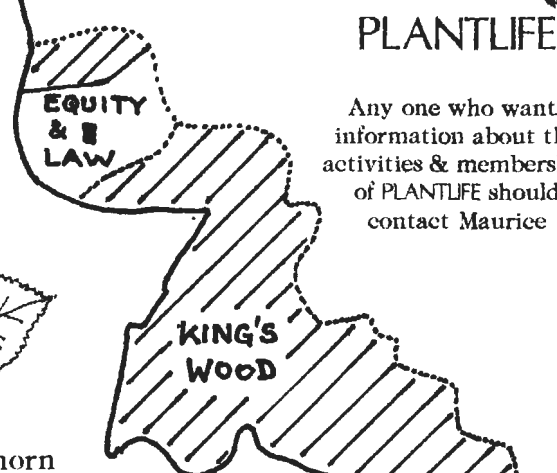 PLANTLIFE
Any one who want
information about th
activities & members
of PLANTLIFE should
contact Maurice
EQUITY
&
LAW
KING'S
WOOD
horn